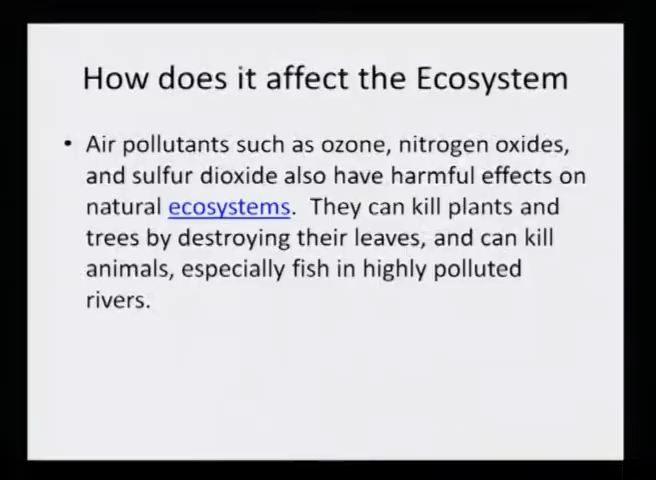 How does it affect the Ecosystem
• Air pollutants such as ozone, nitrogen oxides,
and sulfur dioxide also have harmful effects on
natural ecosystems.  They can kill plants and
trees by destroying their leaves, and can kill
animals, especially fish in highly polluted
rivers.